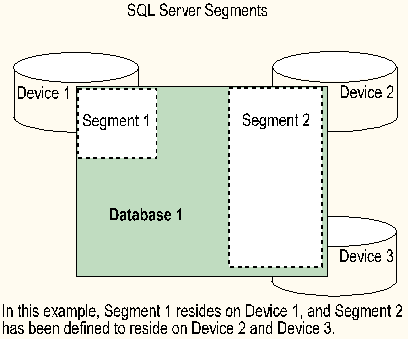 SQL Server Segments
Device 1
Device 2
Segment 1
Segment 2
Database 1
Device 3
In this example, Segment 1 resides on Device 1, and Segment 2
has been defined to reside on Device 2 and Device 3.